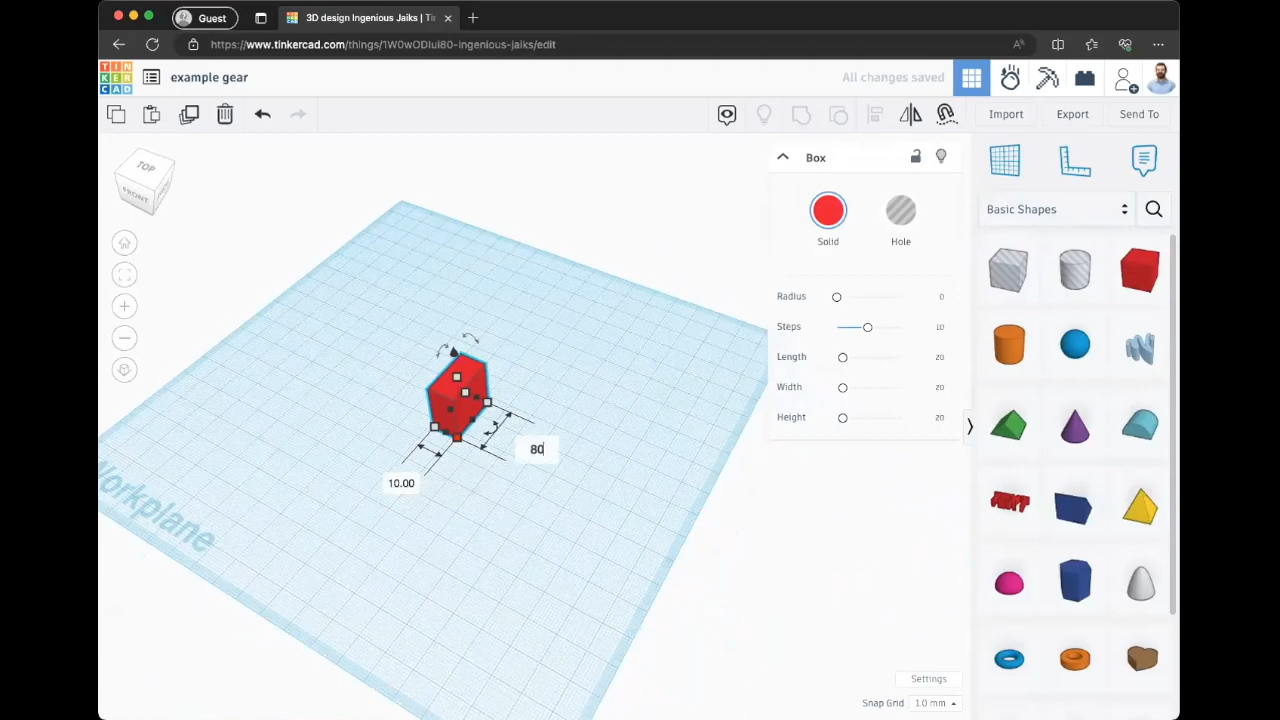 Guest
3D design Ingenious Jaiks | Tin
https://www.tinkercad.com/things/1W0wODIui80-ingenious-jaiks/edit
TIN
KER
CAD
example gear
All changes saved
Import
Export
Send To
TOP
FRONT
Box
Solid
Hole
Radius 0
Steps 10
Length 20
Width 20
Height 20
Basic Shapes
TEXT
80
10.00
Workplane
Settings
Snap Grid 1.0 mm